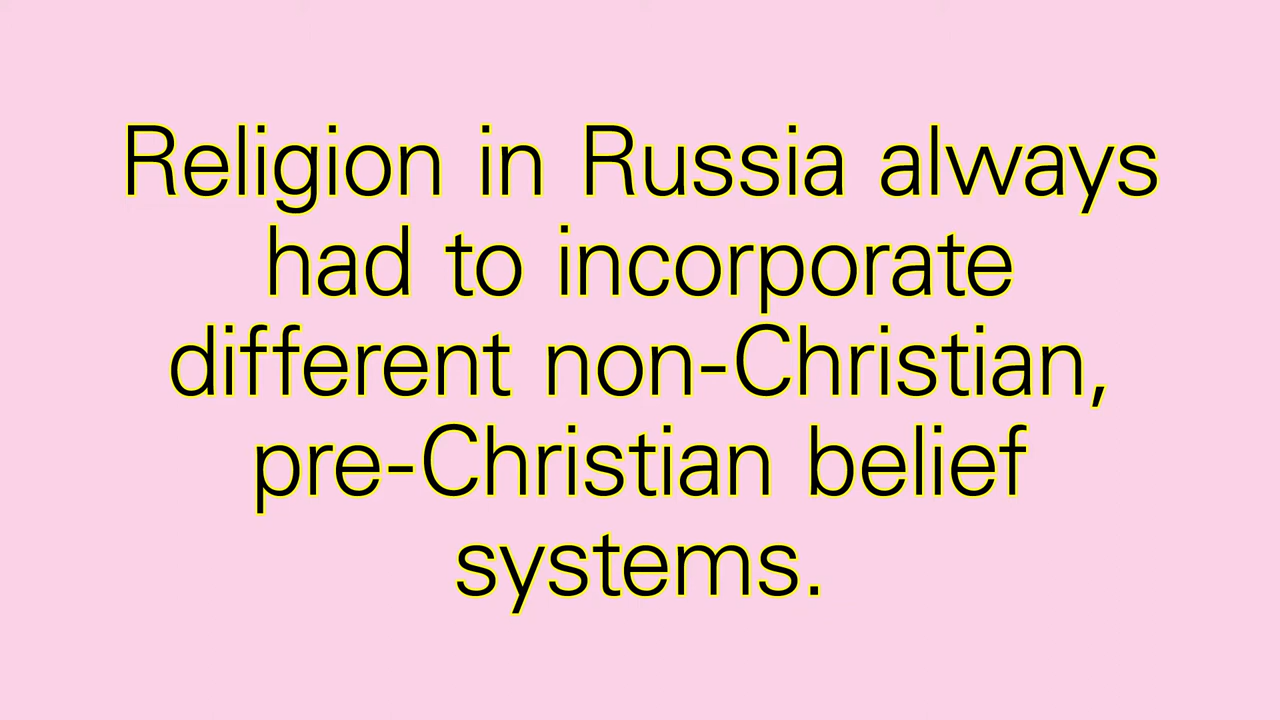 Religion in Russia always
had to incorporate
different non-Christian,
pre-Christian belief
systems.